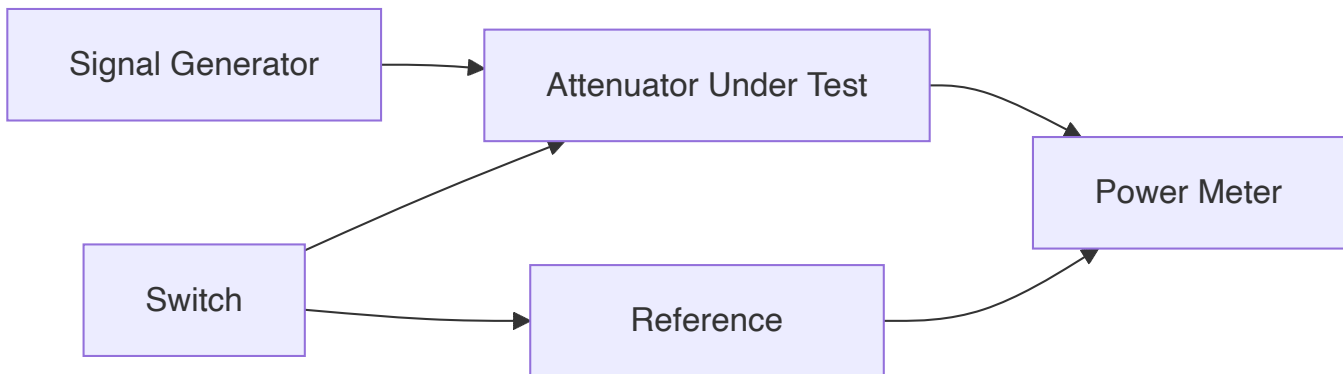 Signal Generator
Attenuator Under Test
Power Meter
Switch
Reference